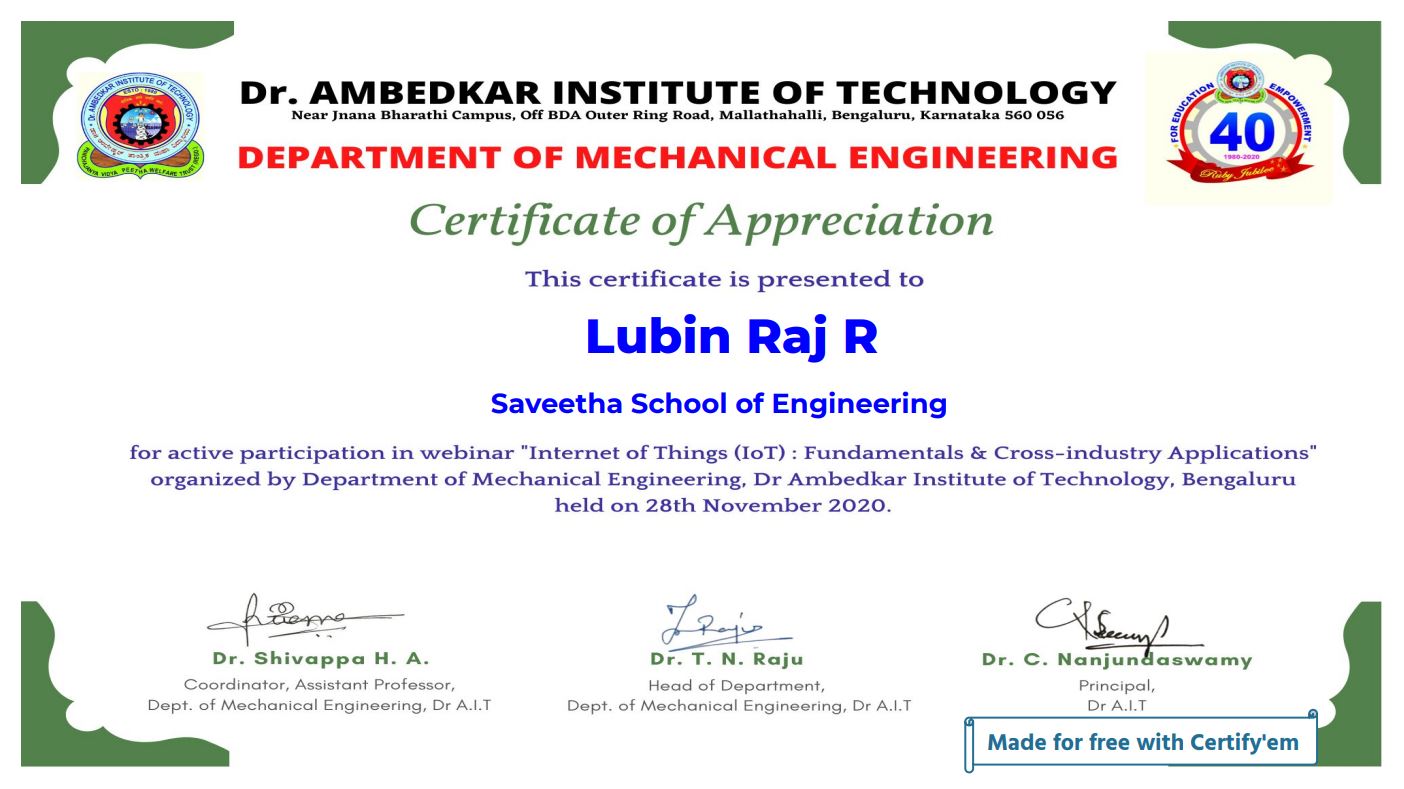 Dr. AMBEDKAR INSTITUTE OF TECHNOLOGY
Near Jnana Bharathi Campus, Off BDA Outer Ring Road, Mallathahalli, Bengaluru, Karnataka 560 056
DEPARTMENT OF MECHANICAL ENGINEERING
Dr. AMBEDKAR INSTITUTE OF TECHNOLOGY
ESTD : 1980
PANCHAJANYA VIDYA PEETHA WELFARE TRUST (REGD)
FOR EDUCATION EMPOWERMENT
40
1980-2020
Ruby Jubilee
Certificate of Appreciation
This certificate is presented to
Lubin Raj R
Saveetha School of Engineering
for active participation in webinar "Internet of Things (IoT) : Fundamentals & Cross-industry Applications"
organized by Department of Mechanical Engineering, Dr Ambedkar Institute of Technology, Bengaluru
held on 28th November 2020.
Dr. Shivappa H. A.
Coordinator, Assistant Professor,
Dept. of Mechanical Engineering, Dr A.I.T
Dr. T. N. Raju
Head of Department,
Dept. of Mechanical Engineering, Dr A.I.T
Dr. C. Nanjundaswamy
Principal,
Dr A.I.T
Made for free with Certify'em